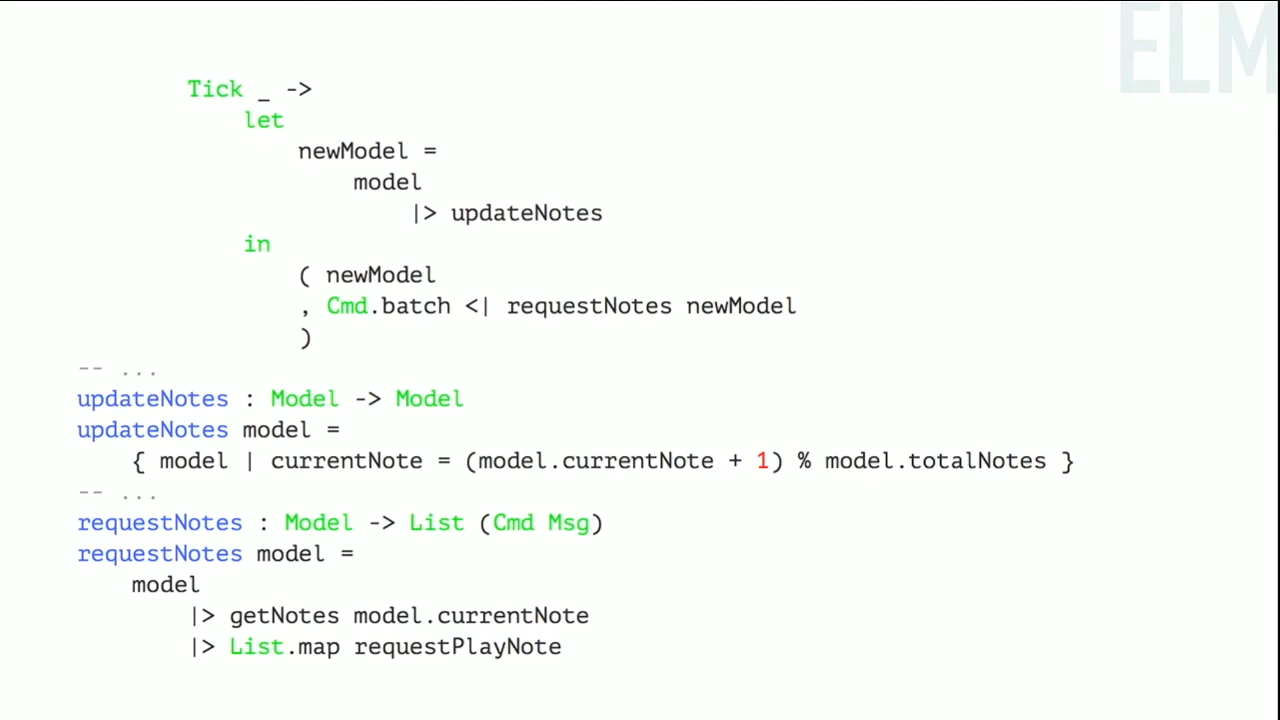 ELM
Tick _ ->
let
newModel =
model
|> updateNotes
in
( newModel
, Cmd.batch <| requestNotes newModel
)
-- ...
updateNotes : Model -> Model
updateNotes model =
{ model | currentNote = (model.currentNote + 1) % model.totalNotes }
-- ...
requestNotes : Model -> List (Cmd Msg)
requestNotes model =
model
|> getNotes model.currentNote
|> List.map requestPlayNote